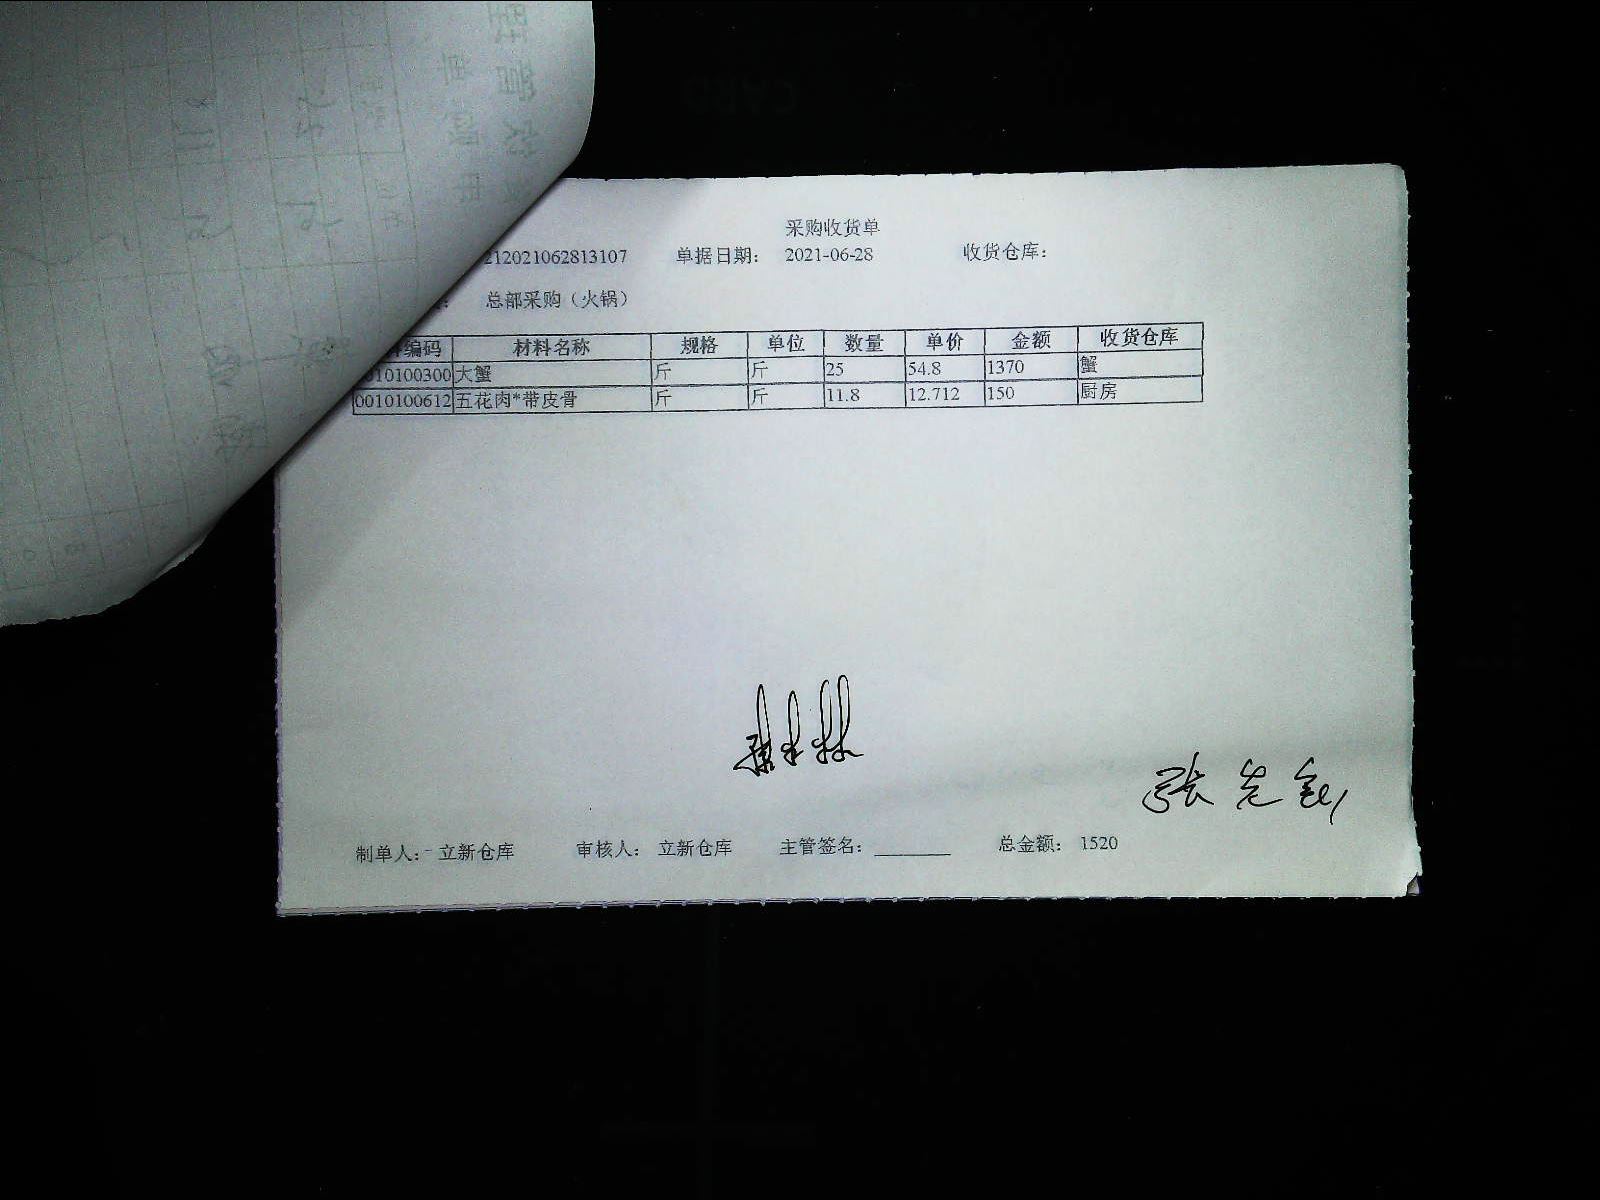 采购收货单
212021062813107 单据日期： 2021-06-28 收货仓库：
总部采购（火锅）
编码 材料名称 规格 单位 数量 单价 金额 收货仓库
010100300 大蟹 斤 斤 25 54.8 1370 蟹
0010100612 五花肉*带皮骨 斤 斤 11.8 12.712 150 厨房
张先
制单人： 立新仓库 审核人： 立新仓库 主管签名： 总金额： 1520